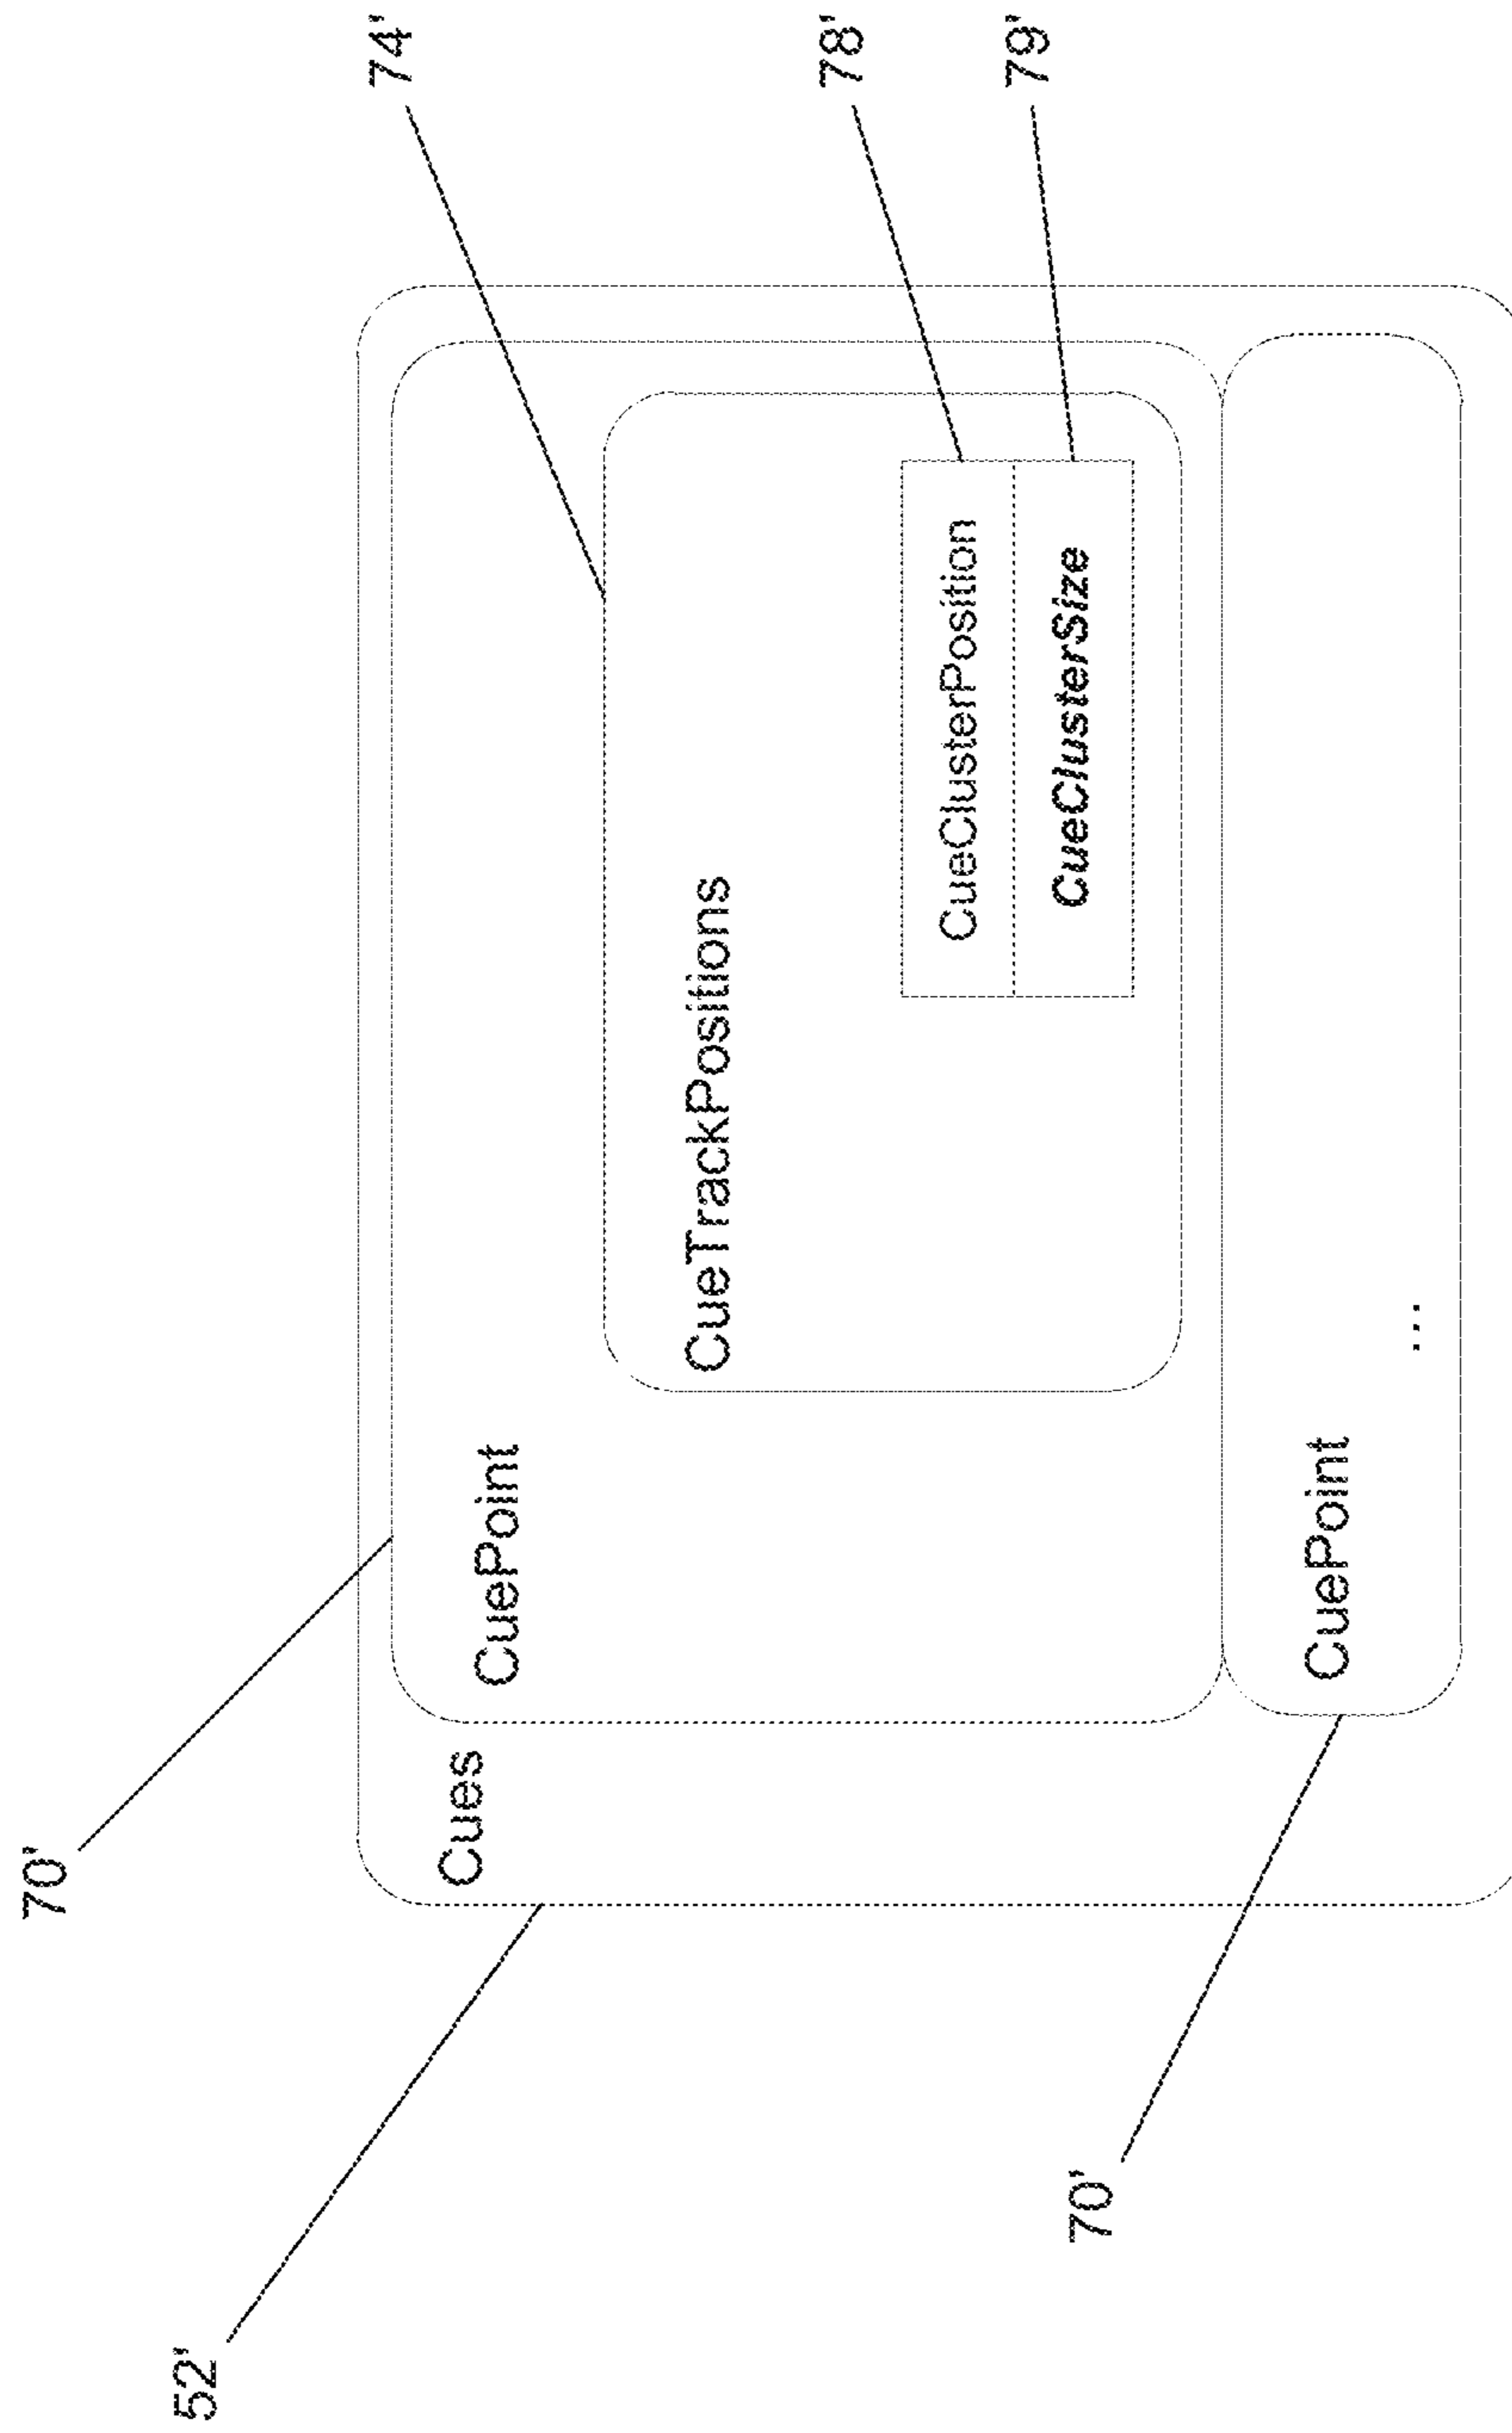 70'
74'
52'
Cues
CuePoint
CueTrackPositions
CueClusterPosition
78'
CueClusterSize
79'
70'
CuePoint
...